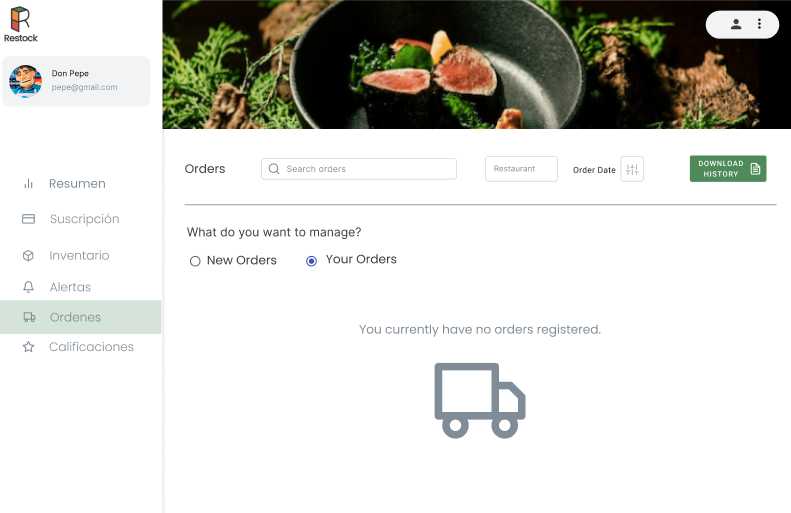 Restock
Don Pepe
pepe@gmail.com
Resumen
Suscripción
Inventario
Alertas
Ordenes
Calificaciones
Orders
Search orders
Restaurant
Order Date
DOWNLOAD
HISTORY
What do you want to manage?
New Orders
Your Orders
You currently have no orders registered.